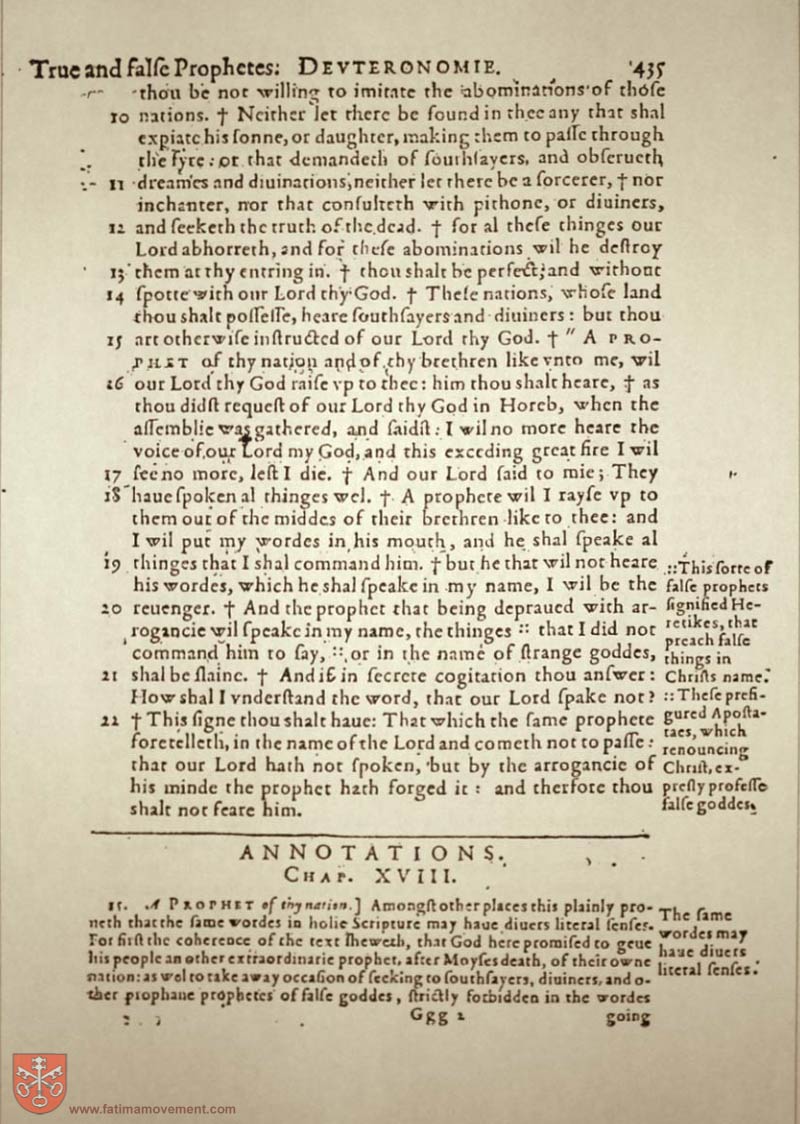 True and falſe Prophetes: DEVTERONOMIE. 435
thou be not willing to imitate the abominations of thoſe
10 nations. † Neither let there be found in thee any that shal
expiate his ſonne, or daughter, making them to paſſe through
the fyre: or that demandeth of ſouthſayers, and obſerueth
11 dreames and diuinations, neither let there be a ſorcerer, † nor
inchanter, nor that conſulteth with pithons, or diuiners,
12 and ſeeketh the truth of the dead. † for al theſe thinges our
Lord abhorreth, and for theſe abominations wil he deſtroy
13 them at thy entring in. † thou shalt be perfect, and without
14 ſpotte with our Lord thy God. † Theſe nations, whoſe land
thou shalt poſſeſſe, heare ſouthſayers and diuiners: but thou
15 art otherwiſe inſtructed of our Lord thy God. † " A PRO-
PHET of thy nation and of thy brethren like vnto me, wil
16 our Lord thy God raiſe vp to thee: him thou shalt heare, † as
thou didſt requeſt of our Lord thy God in Horeb, when the
aſſemblie was gathered, and ſaidſt: I wil no more heare the
voice of our Lord my God, and this exceding great fire I wil
17 ſee no more, leſt I die. † And our Lord ſaid to me; They
18 haue ſpoken al thinges wel. † A prophete wil I rayſe vp to
them out of the middes of their brethren like to thee: and
I wil put my wordes in his mouth, and he shal ſpeake al
19 thinges that I shal command him. † but he that wil not heare
his wordes, which he shal ſpeake in my name, I wil be the
20 reuenger. † And the prophet that being depraued with ar-
rogancie wil ſpeake in my name, the thinges :: that I did not
command him to ſay, :: or in the name of ſtrange goddes,
21 shal be ſlaine. † And if in ſecrete cogitation thou anſwer:
How shal I vnderſtand the word, that our Lord ſpake not?
22 † This ſigne thou shalt haue: That which the ſame prophete
foretelleth, in the name of the Lord and cometh not to paſſe:
that our Lord hath not ſpoken, but by the arrogancie of
his minde the prophet hath forged it: and therfore thou
shalt not feare him.
:: This ſorte of
falſe prophets
ſignified He-
retikes, that
preach falſe
things in
Chriſts name.
:: Theſe prefi-
gured Apoſta-
taes, which
renouncing
Chriſt, ex-
preſly profeſſe
falſe goddes.
ANNOTATIONS.
CHAP. XVIII.
15. A PROPHET of thy nation.] Amongſt other places this plainly pro-
ueth that the ſame wordes in holie Scripture may haue diuers literal ſenſes.
For firſt the coherence of the text sheweth, that God here promiſed to geue
his people an other extraordinarie prophet, after Moyſes death, of their owne
nation: as wel to take away occaſion of ſeeking to ſouthſayers, diuiners, and o-
ther prophane prophetes of falſe goddes, ſtrictly forbidden in the wordes
The ſame
wordes may
haue diuers
literal ſenſes.
Ggg 2 going
www.fatimamovement.com